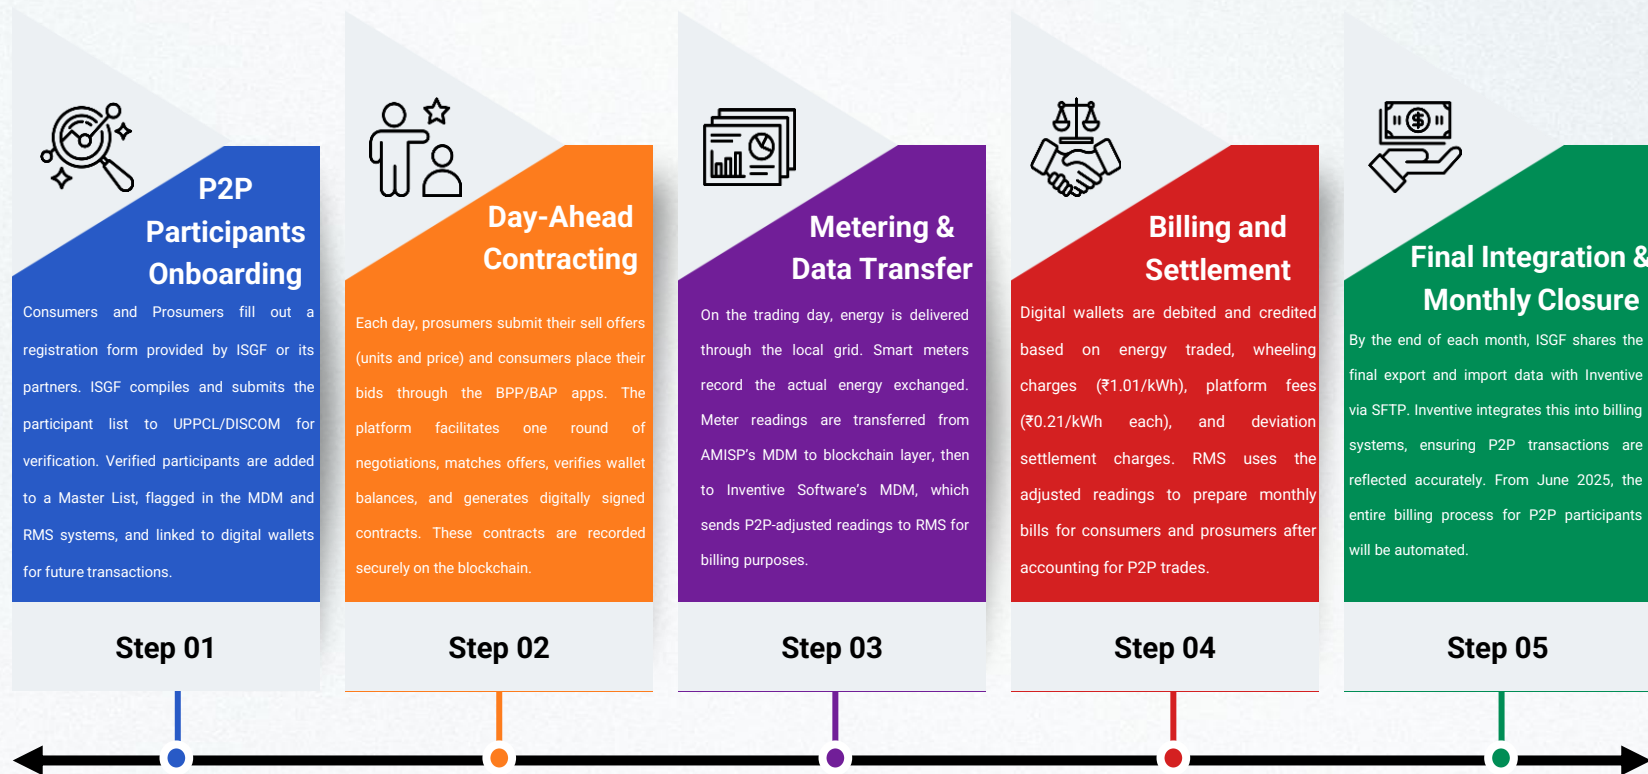 P2P
Participants
Onboarding
Consumers and Prosumers fill out a
registration form provided by ISGF or its
partners. ISGF compiles and submits the
participant list to UPPCL/DISCOM for
verification. Verified participants are added
to a Master List, flagged in the MDM and
RMS systems, and linked to digital wallets
for future transactions.
Step 01
Day-Ahead
Contracting
Each day, prosumers submit their sell offers
(units and price) and consumers place their
bids through the BPP/BAP apps. The
platform facilitates one round of
negotiations, matches offers, verifies wallet
balances, and generates digitally signed
contracts. These contracts are recorded
securely on the blockchain.
Step 02
Metering &
Data Transfer
On the trading day, energy is delivered
through the local grid. Smart meters
record the actual energy exchanged.
Meter readings are transferred from
AMISP's MDM to blockchain layer, then
to Inventive Software's MDM, which
sends P2P-adjusted readings to RMS for
billing purposes.
Step 03
Billing and
Settlement
Digital wallets are debited and credited
based on energy traded, wheeling
charges (₹1.01/kWh), platform fees
(₹0.21/kWh each), and deviation
settlement charges. RMS uses the
adjusted readings to prepare monthly
bills for consumers and prosumers after
accounting for P2P trades.
Step 04
Final Integration &
Monthly Closure
By the end of each month, ISGF shares the
final export and import data with Inventive
via SFTP. Inventive integrates this into billing
systems, ensuring P2P transactions are
reflected accurately. From June 2025, the
entire billing process for P2P participants
will be automated.
Step 05